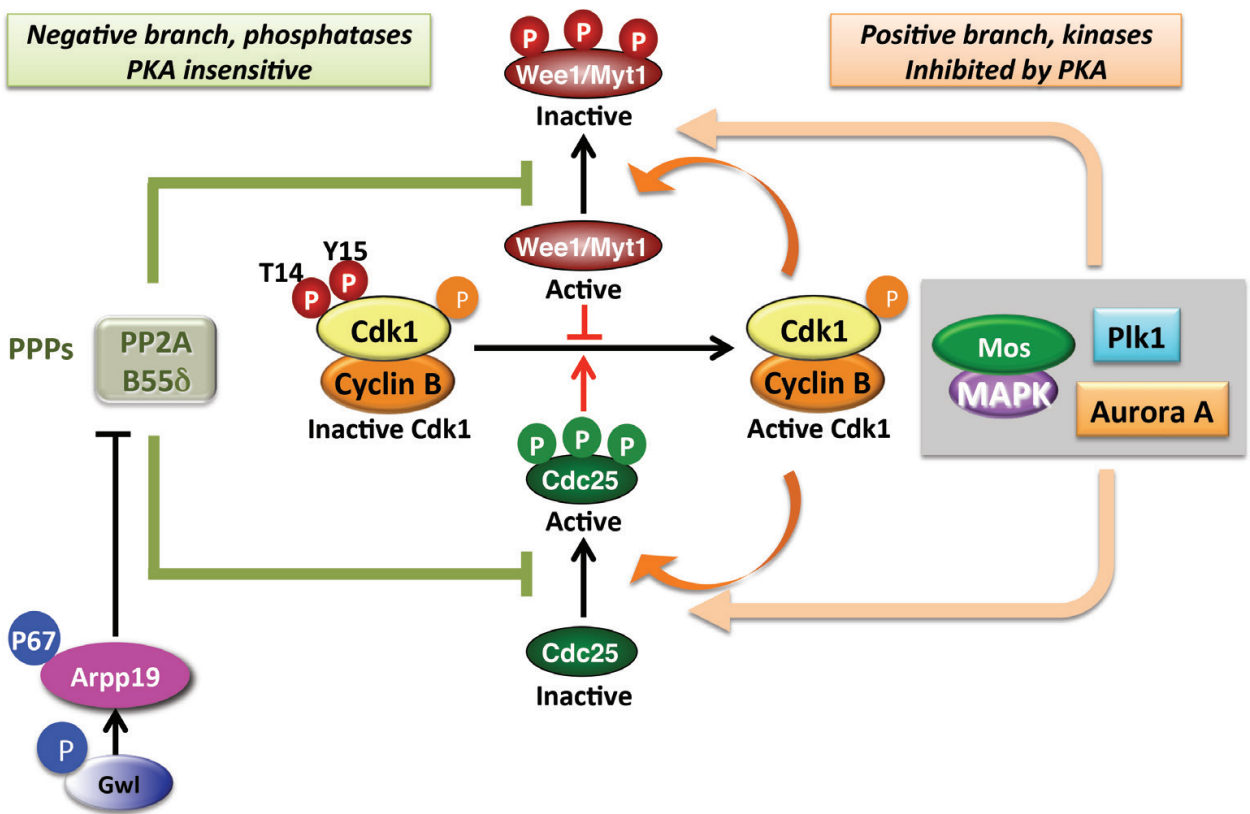 Negative branch, phosphatases
PKA insensitive
P P P
Wee1/Myt1
Inactive
Positive branch, kinases
Inhibited by PKA
Wee1/Myt1
Active
T14
Y15
P
P
P
Cdk1
Cyclin B
Inactive Cdk1
P
Cdk1
Cyclin B
Active Cdk1
PPPs
PP2A
B55δ
Mos
MAPK
Plk1
Aurora A
P P P
Cdc25
Active
Cdc25
Inactive
P67
Arpp19
P
Gwl